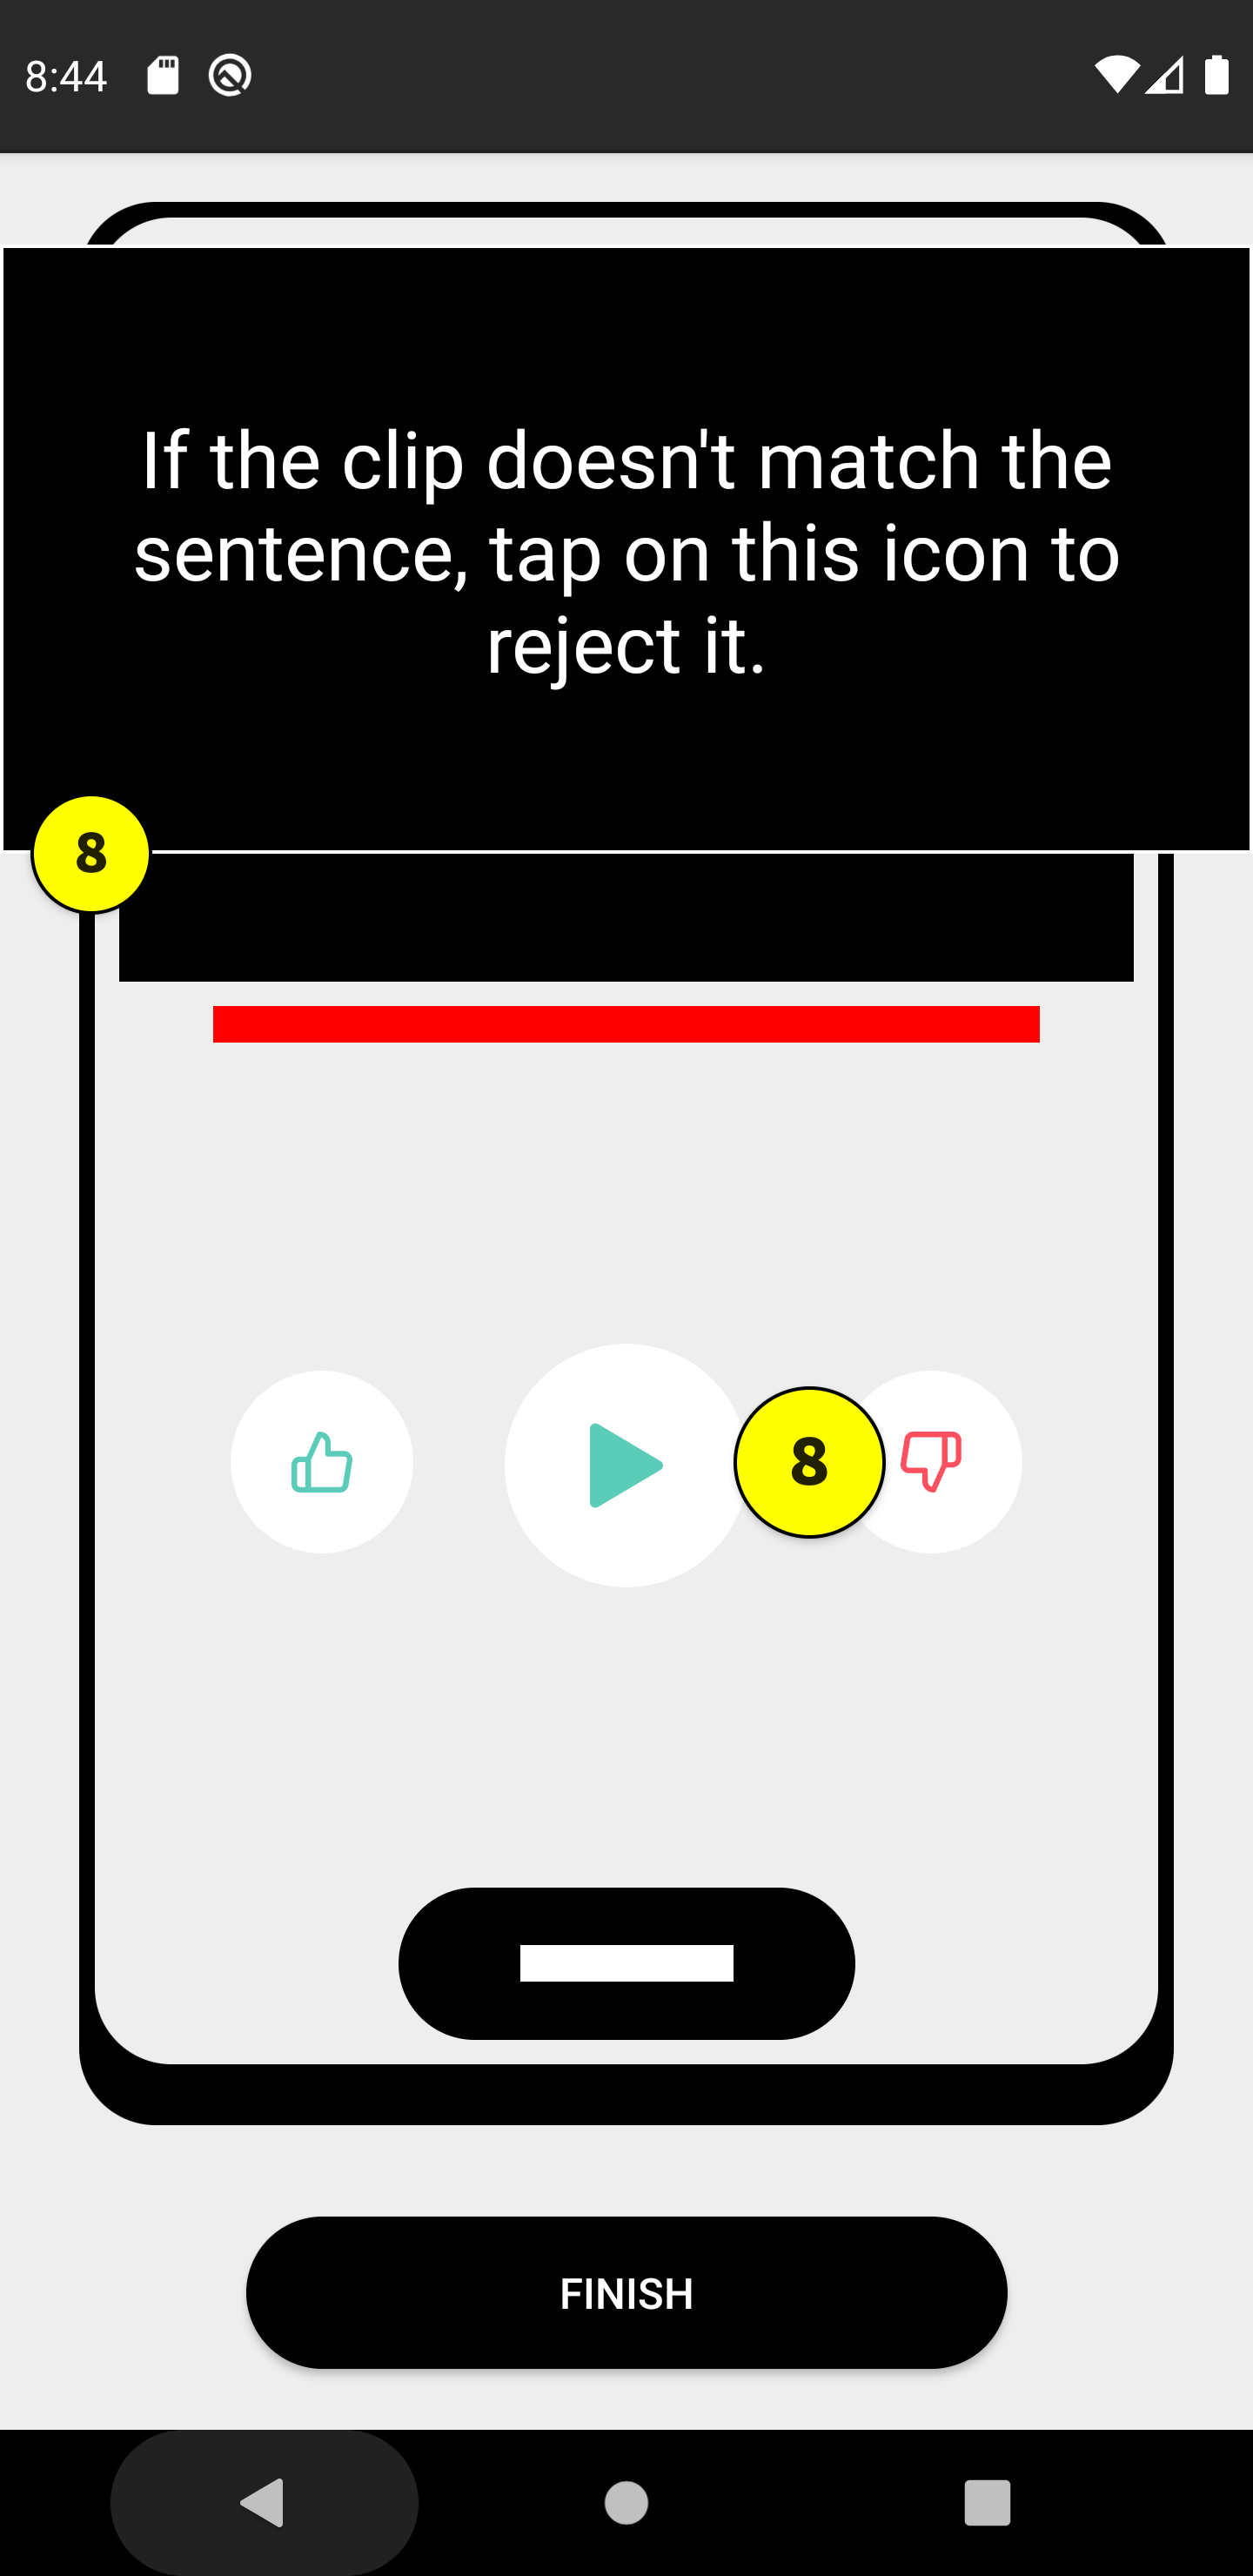 8:44
If the clip doesn't match the
sentence, tap on this icon to
reject it.
8
8
FINISH